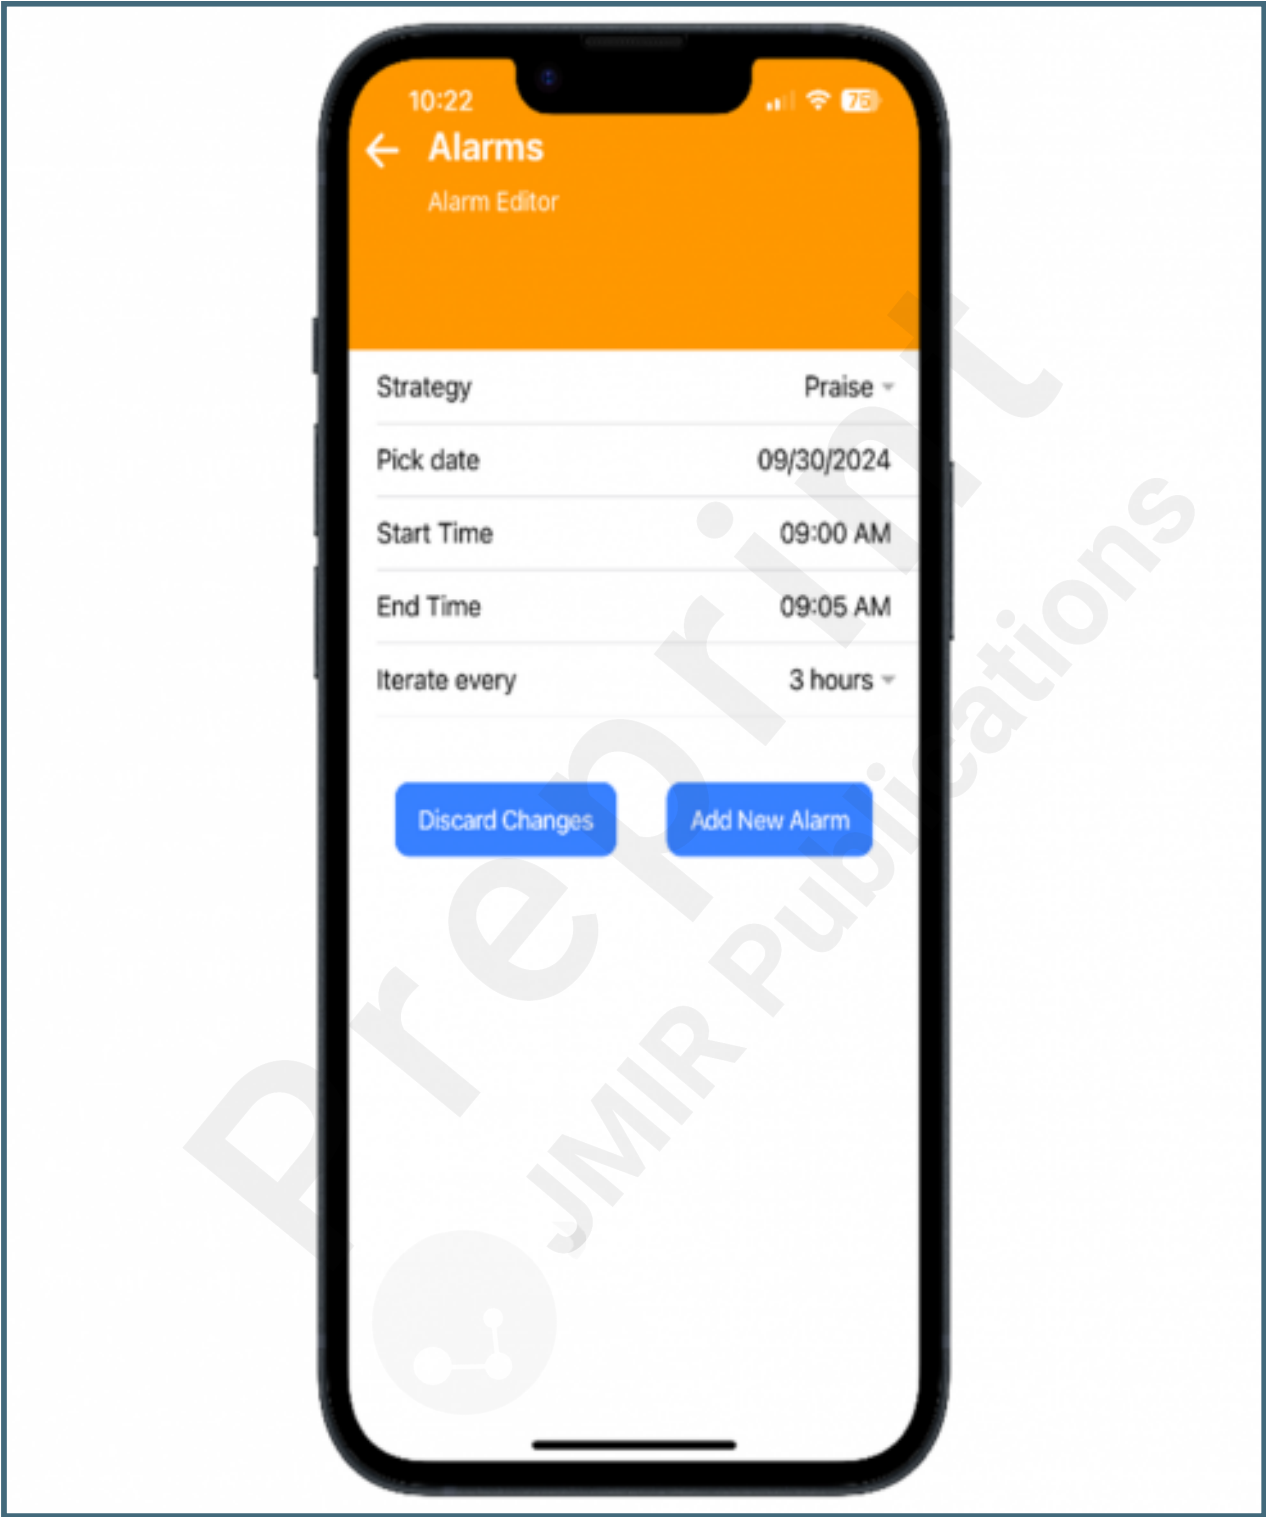 10:22 75
Alarms
Alarm Editor
Strategy Praise
Pick date 09/30/2024
Start Time 09:00 AM
End Time 09:05 AM
Iterate every 3 hours
Discard Changes Add New Alarm
Preprint
JMIR Publications